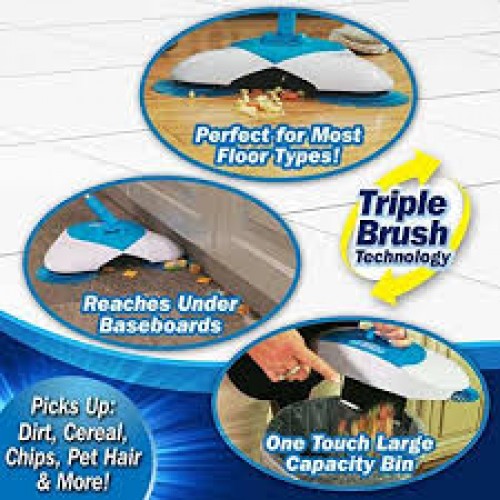 Perfect for Most
Floor Types!
Triple
Brush
Technology
Reaches Under
Baseboards
One Touch Large
Capacity Bin
Picks Up:
Dirt, Cereal,
Chips, Pet Hair
& More!